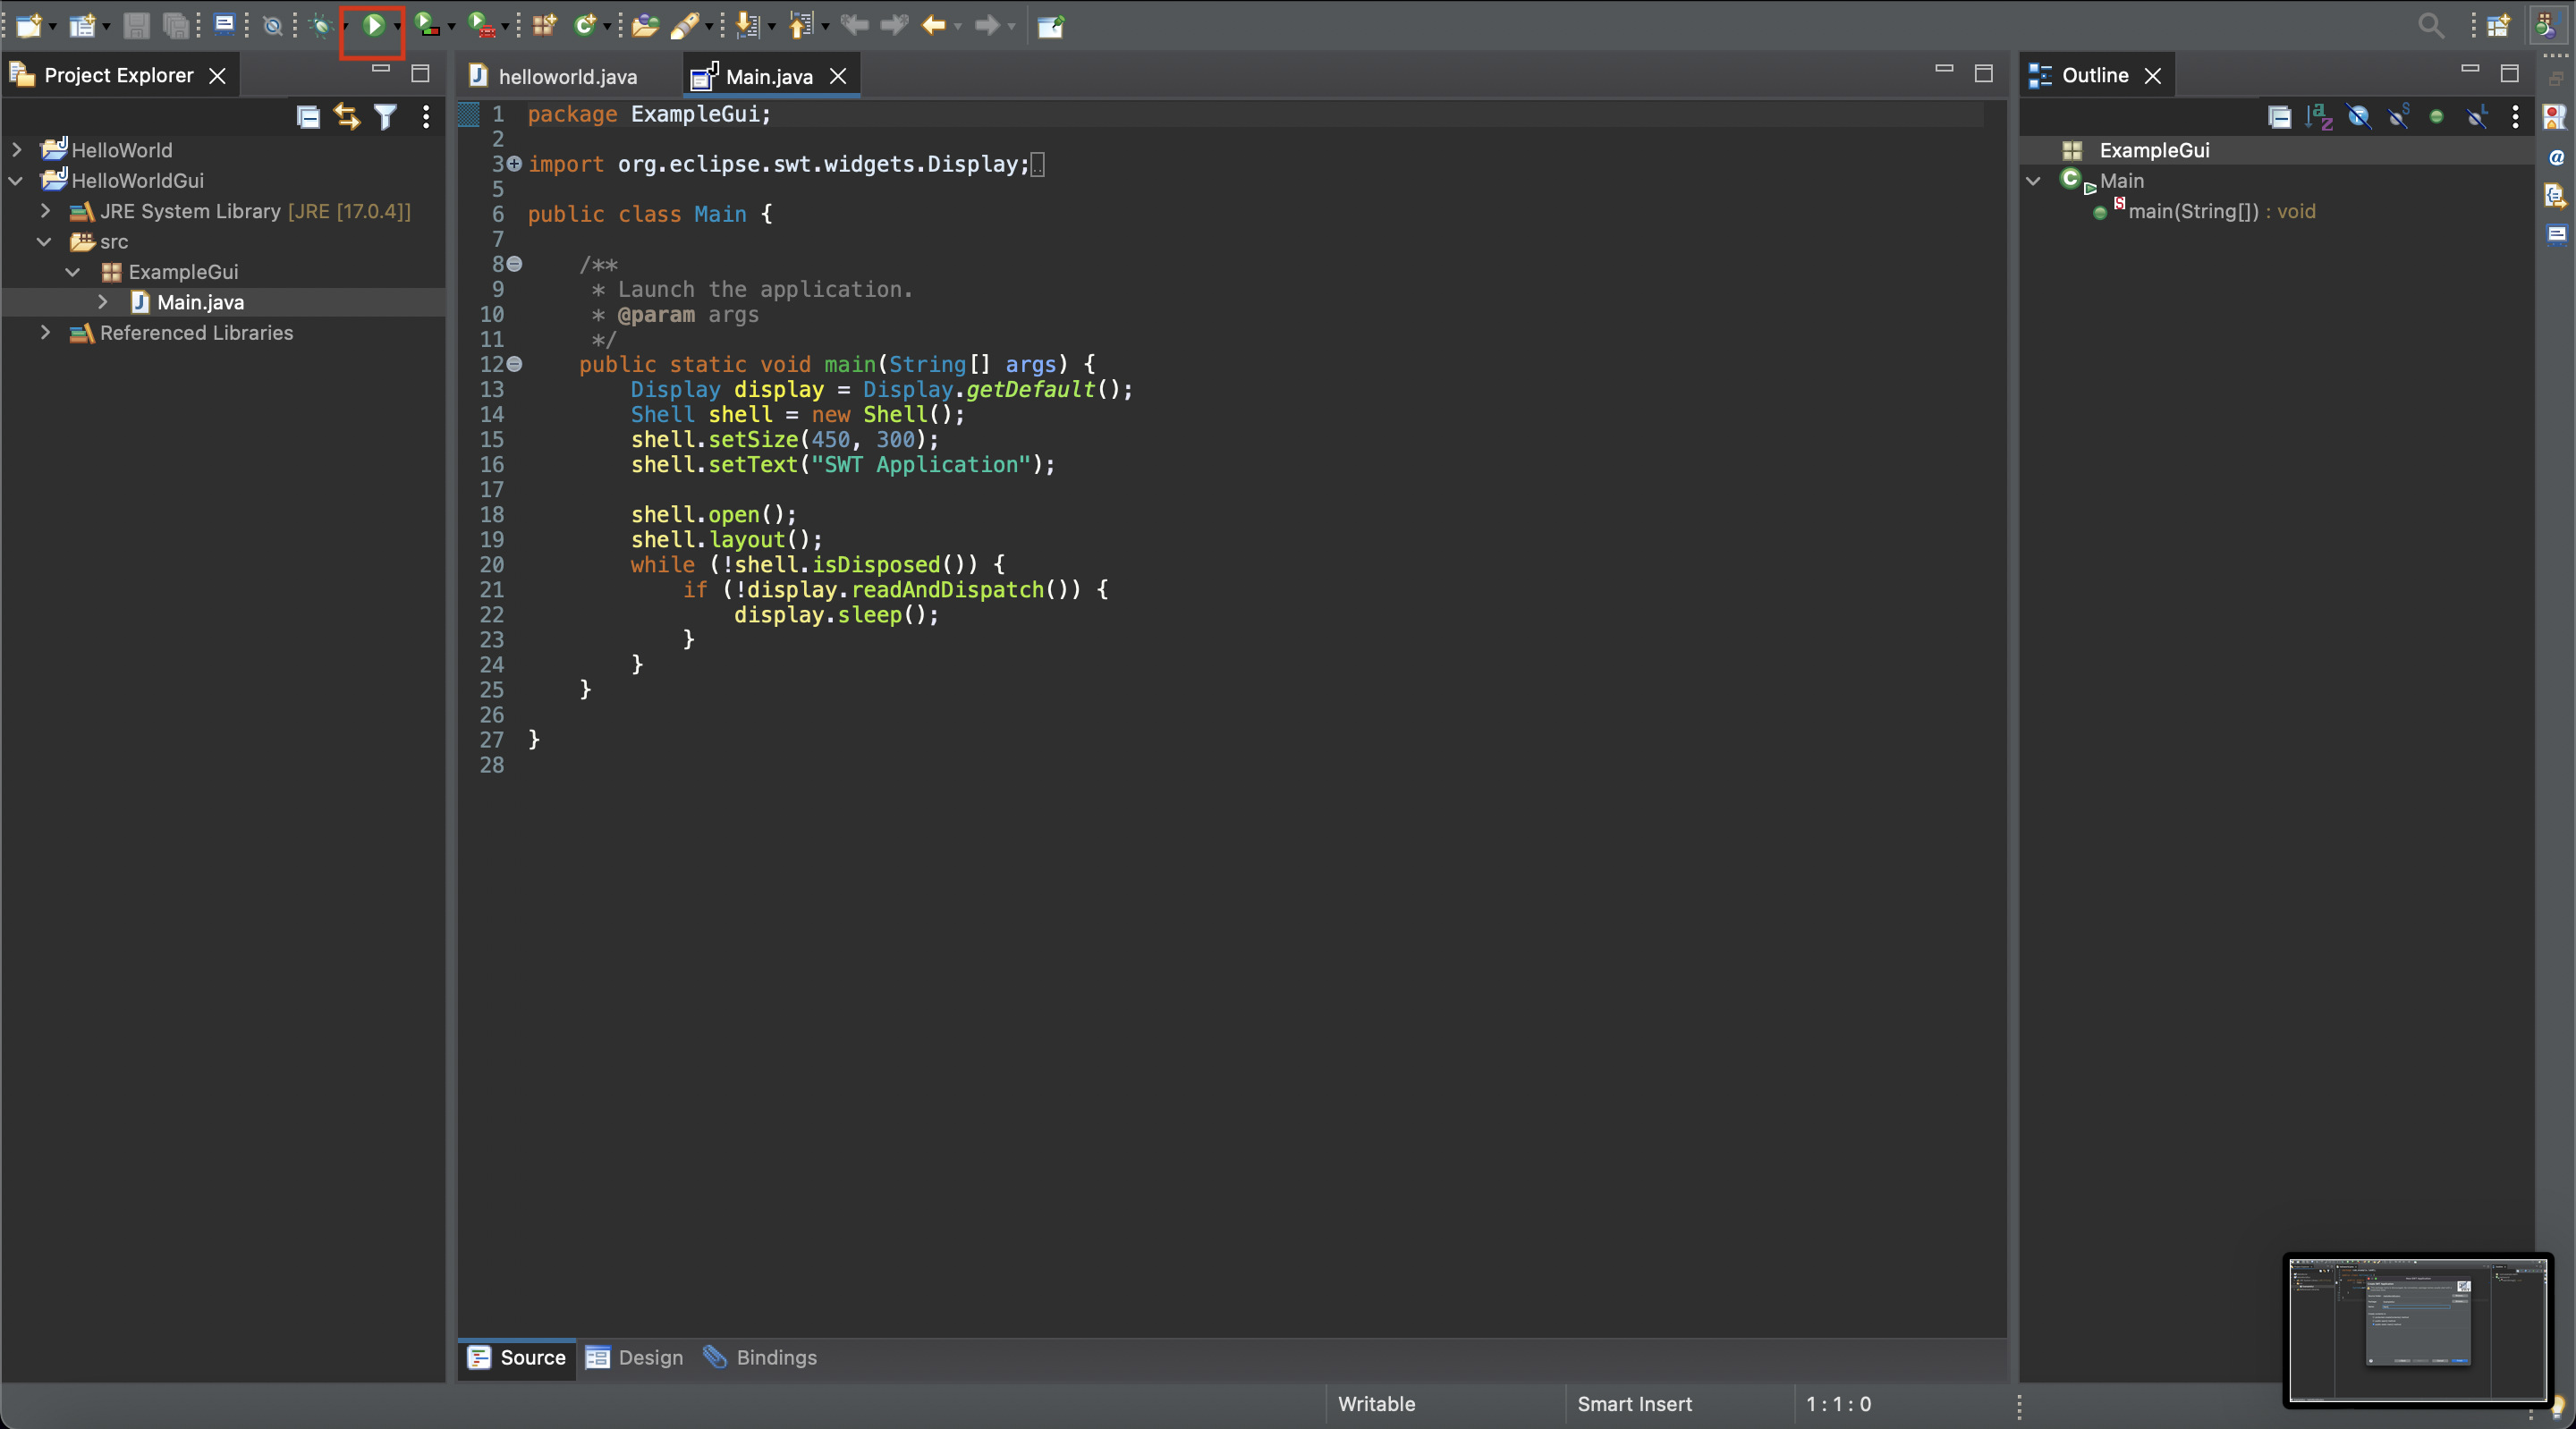 Project Explorer
HelloWorld
HelloWorldGui
JRE System Library [JRE [17.0.4]]
src
ExampleGui
Main.java
Referenced Libraries
helloworld.java
Main.java
1 package ExampleGui;
2
3 import org.eclipse.swt.widgets.Display;
5
6 public class Main {
7
8 /**
9 * Launch the application.
10 * @param args
11 */
12 public static void main(String[] args) {
13 Display display = Display.getDefault();
14 Shell shell = new Shell();
15 shell.setSize(450, 300);
16 shell.setText("SWT Application");
17
18 shell.open();
19 shell.layout();
20 while (!shell.isDisposed()) {
21 if (!display.readAndDispatch()) {
22 display.sleep();
23 }
24 }
25 }
26
27 }
28
Source Design Bindings
Outline
ExampleGui
Main
main(String[]) : void
Writable Smart Insert 1 : 1 : 0